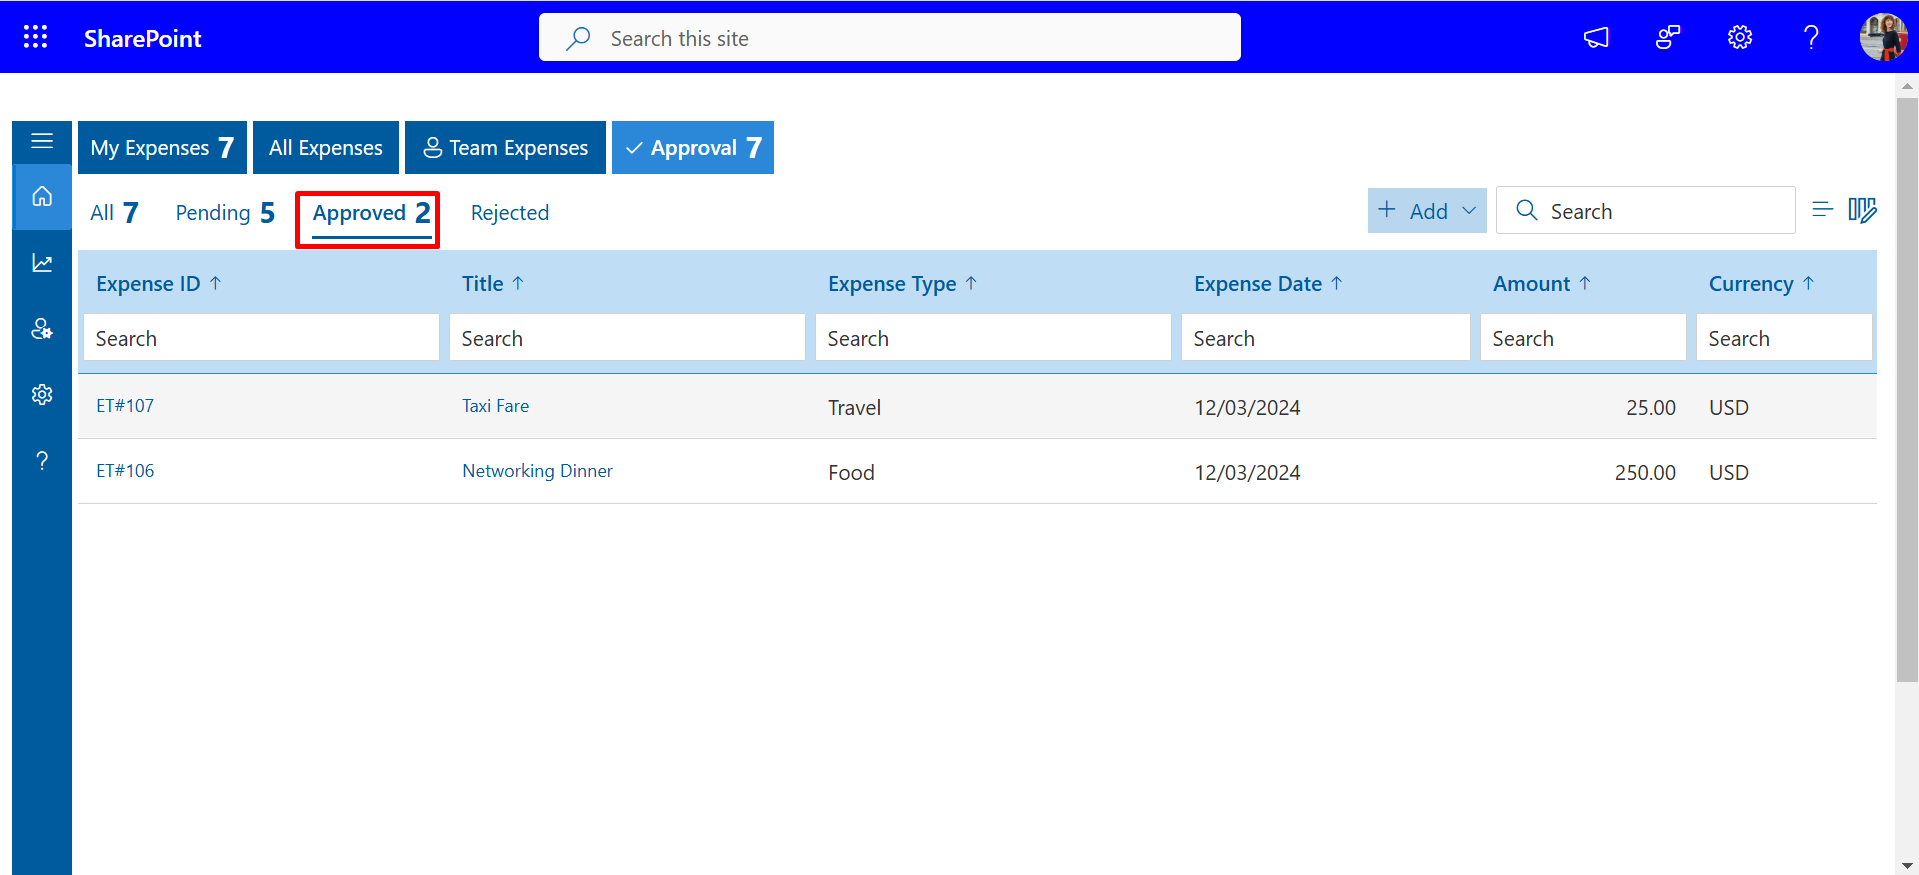 SharePoint
Search this site
My Expenses 7
All Expenses
Team Expenses
Approval 7
All 7
Pending 5
Approved 2
Rejected
Add
Search
Expense ID
Title
Expense Type
Expense Date
Amount
Currency
Search
Search
Search
Search
Search
Search
ET#107
Taxi Fare
Travel
12/03/2024
25.00
USD
ET#106
Networking Dinner
Food
12/03/2024
250.00
USD